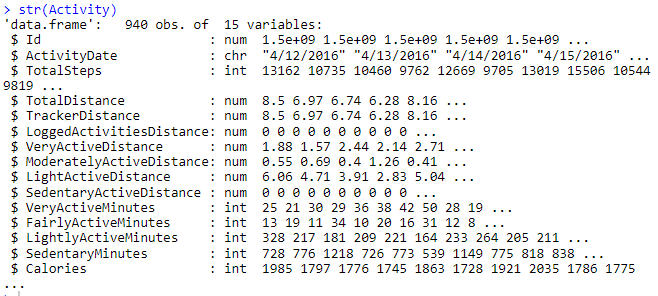 > str(Activity)
'data.frame':   940 obs. of  15 variables:
 $ Id                      : num  1.5e+09 1.5e+09 1.5e+09 1.5e+09 1.5e+09 ...
 $ ActivityDate            : chr  "4/12/2016" "4/13/2016" "4/14/2016" "4/15/2016" ...
 $ TotalSteps              : int  13162 10735 10460 9762 12669 9705 13019 15506 10544
9819 ...
 $ TotalDistance           : num  8.5 6.97 6.74 6.28 8.16 ...
 $ TrackerDistance         : num  8.5 6.97 6.74 6.28 8.16 ...
 $ LoggedActivitiesDistance: num  0 0 0 0 0 0 0 0 0 0 ...
 $ VeryActiveDistance      : num  1.88 1.57 2.44 2.14 2.71 ...
 $ ModeratelyActiveDistance: num  0.55 0.69 0.4 1.26 0.41 ...
 $ LightActiveDistance     : num  6.06 4.71 3.91 2.83 5.04 ...
 $ SedentaryActiveDistance : num  0 0 0 0 0 0 0 0 0 0 ...
 $ VeryActiveMinutes       : int  25 21 30 29 36 38 42 50 28 19 ...
 $ FairlyActiveMinutes     : int  13 19 11 34 10 20 16 31 12 8 ...
 $ LightlyActiveMinutes    : int  328 217 181 209 221 164 233 264 205 211 ...
 $ SedentaryMinutes        : int  728 776 1218 726 773 539 1149 775 818 838 ...
 $ Calories                : int  1985 1797 1776 1745 1863 1728 1921 2035 1786 1775
...